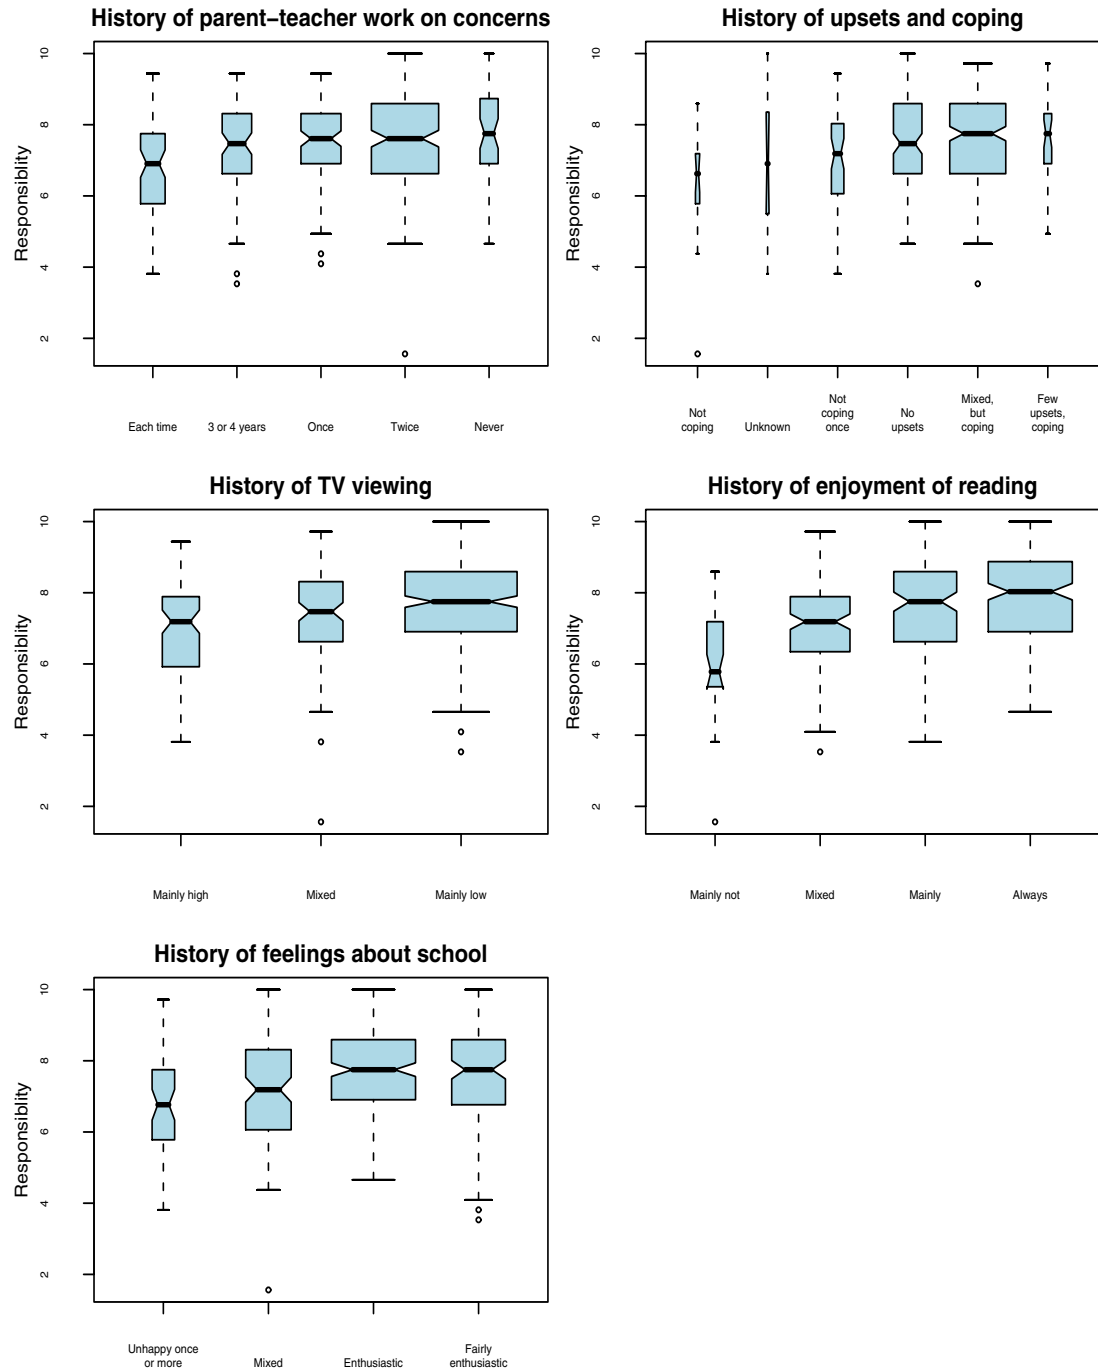 History of parent−teacher work on concerns
Responsiblity
10
8
6
4
2
Each time
3 or 4 years
Once
Twice
Never
History of upsets and coping
Responsiblity
10
8
6
4
2
Not
coping
Unknown
Not
coping
once
No
upsets
Mixed,
but
coping
Few
upsets,
coping
History of TV viewing
Responsiblity
10
8
6
4
2
Mainly high
Mixed
Mainly low
History of enjoyment of reading
Responsiblity
10
8
6
4
2
Mainly not
Mixed
Mainly
Always
History of feelings about school
Responsiblity
10
8
6
4
2
Unhappy once
or more
Mixed
Enthusiastic
Fairly
enthusiastic